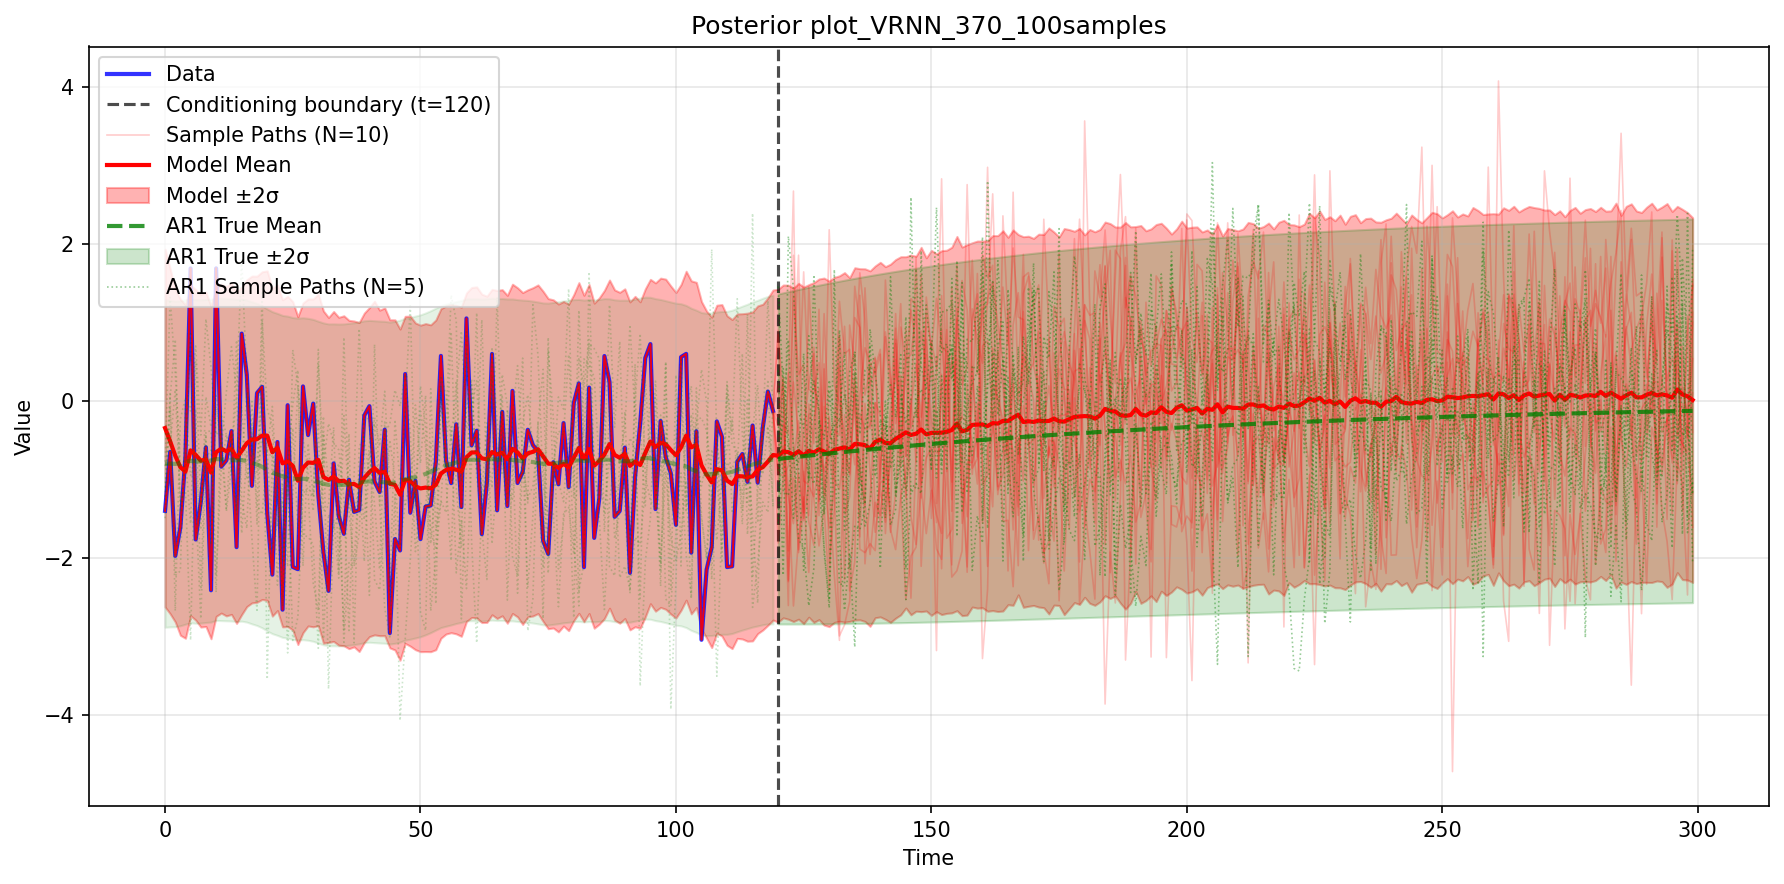 Posterior plot_VRNN_370_100samples
Data
Conditioning boundary (t=120)
Sample Paths (N=10)
Model Mean
Model ±2σ
AR1 True Mean
AR1 True ±2σ
AR1 Sample Paths (N=5)
Value
4
2
0
−2
−4
0 50 100 150 200 250 300
Time